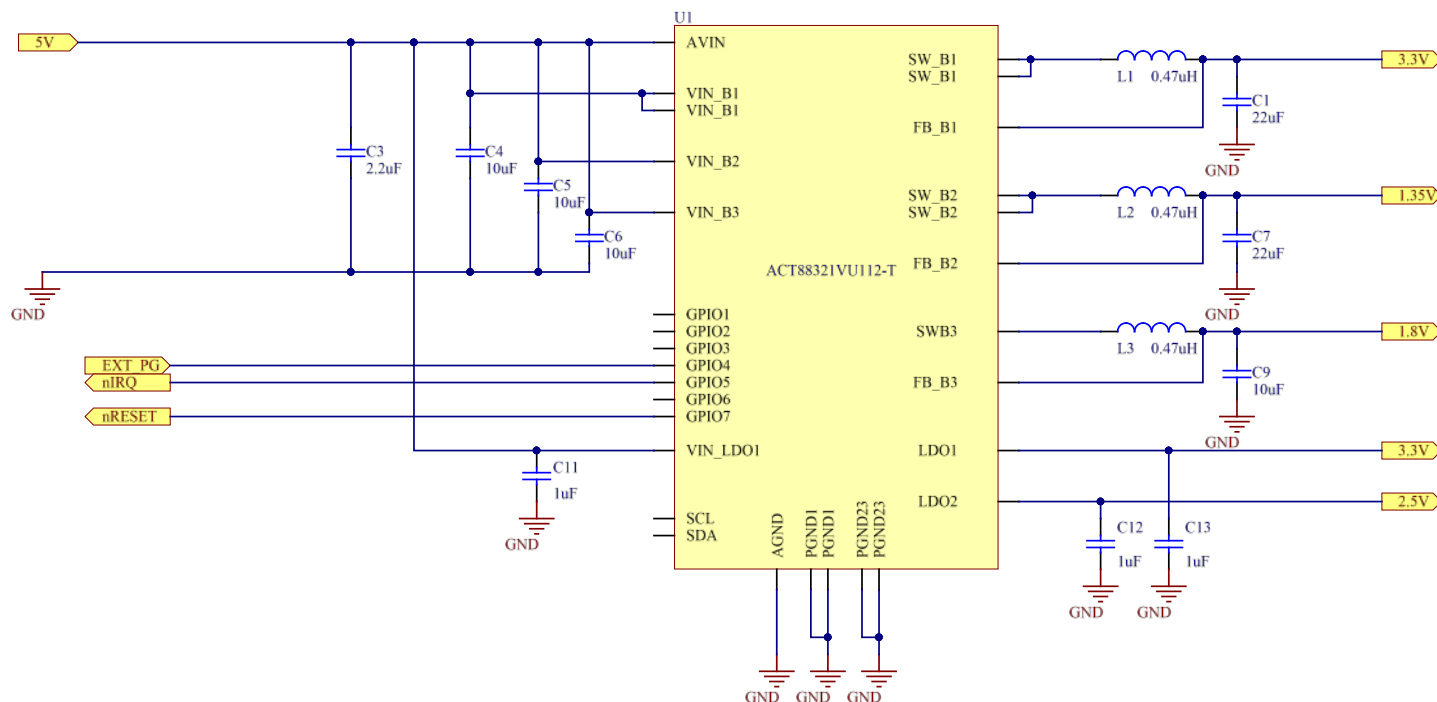 U1
5V
AVIN
SW_B1
SW_B1
L1 0.47uH
3.3V
VIN_B1
VIN_B1
C1
22uF
FB_B1
GND
C3
2.2uF
C4
10uF
VIN_B2
C5
10uF
SW_B2
SW_B2
L2 0.47uH
1.35V
VIN_B3
C6
10uF
C7
22uF
FB_B2
ACT88321VU112-T
GND
GND
GPIO1
GPIO2
GPIO3
GPIO4
GPIO5
GPIO6
GPIO7
EXT_PG
nIRQ
nRESET
SWB3
L3 0.47uH
1.8V
FB_B3
C9
10uF
GND
VIN_LDO1
LDO1
3.3V
C11
1uF
LDO2
2.5V
SCL
SDA
GND
AGND
PGND1
PGND1
PGND23
PGND23
C12
1uF
C13
1uF
GND
GND
GND
GND
GND